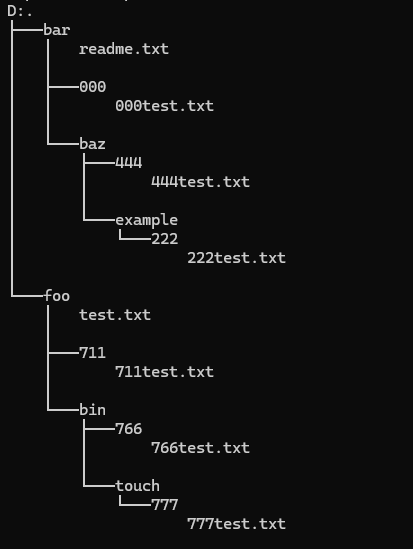 D:.
bar
readme.txt
000
000test.txt
baz
444
444test.txt
example
222
222test.txt
foo
test.txt
711
711test.txt
bin
766
766test.txt
touch
777
777test.txt